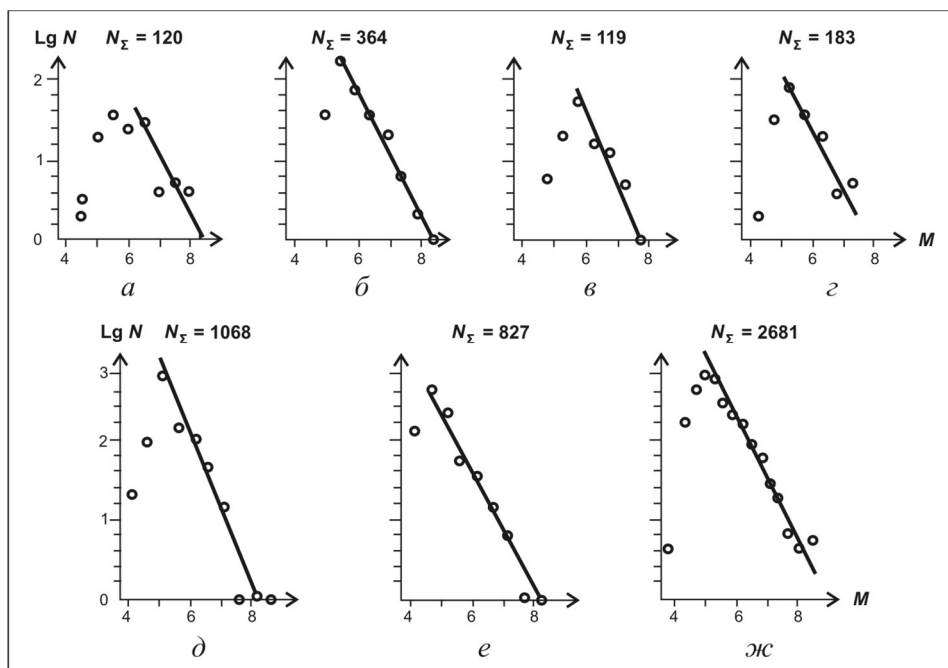 Lg N N_Σ = 120 N_Σ = 364 N_Σ = 119 N_Σ = 183
2
1
0
4 6 8 4 6 8 4 6 8 4 6 8 M
а б в г
Lg N N_Σ = 1068 N_Σ = 827 N_Σ = 2681
3
2
1
0
4 6 8 4 6 8 4 6 8 M
д е ж